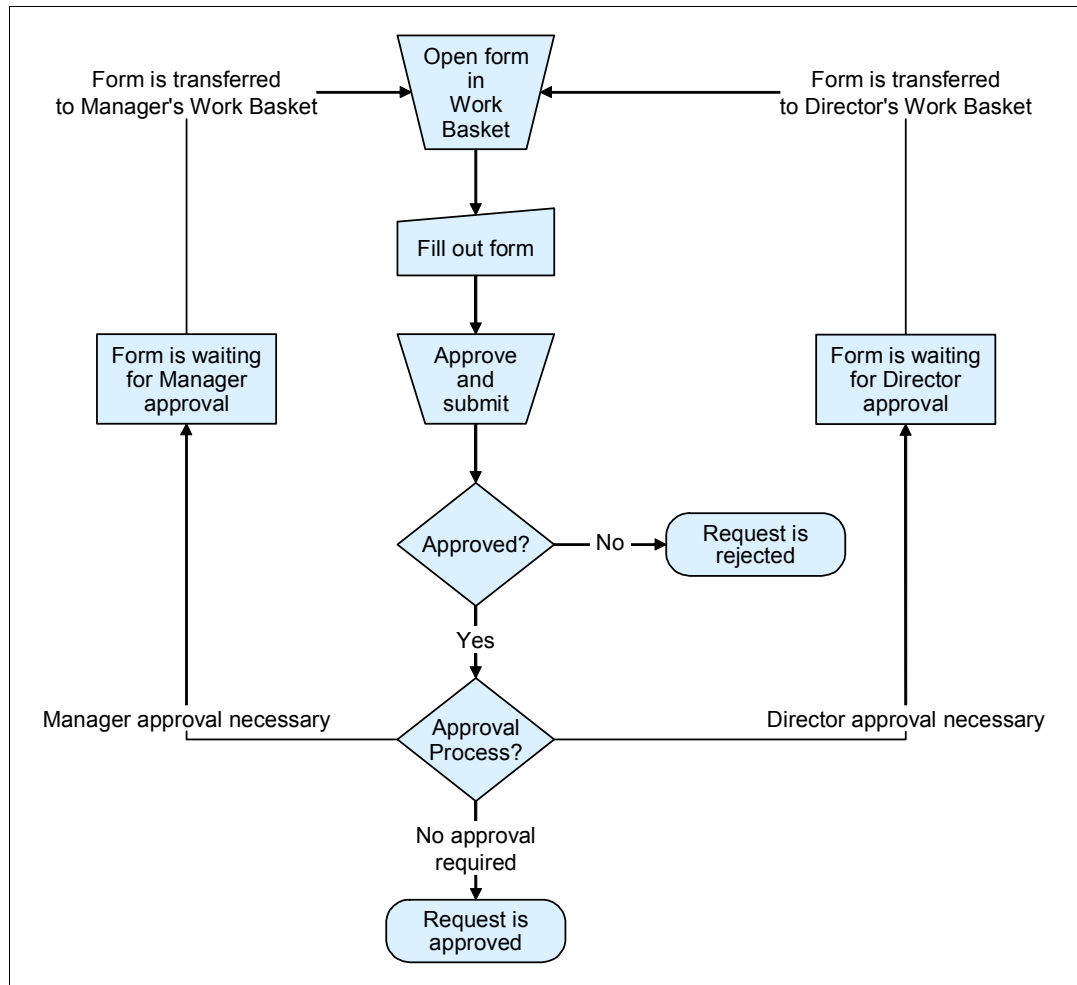 Open form
in
Work
Basket
Form is transferred
to Manager's Work Basket
Form is transferred
to Director's Work Basket
Fill out form
Form is waiting
for Manager
approval
Approve
and
submit
Form is waiting
for Director
approval
Approved?
No
Request is
rejected
Yes
Manager approval necessary
Approval
Process?
Director approval necessary
No approval
required
Request is
approved